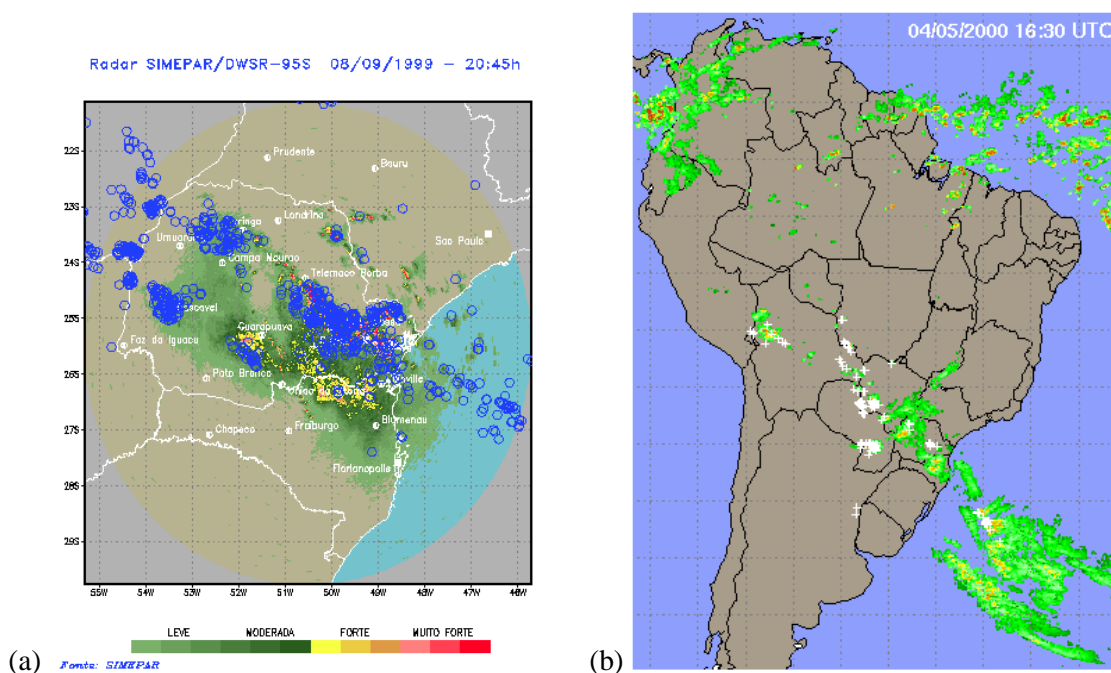 Radar SIMEPAR/DWSR-95S 08/09/1999 - 20:45h
04/05/2000 16:30 UTC
22S
Prudente
Bauru
23S
Londrina
Sao Paulo
24S
Campo Mourao
Telemaco Borba
25S
Guarapuava
Foz do Iguacu
26S
Pato Branco
27S
Chapeco
Fraiburgo
Blumenau
Florianopolis
28S
29S
55W 54W 53W 52W 51W 50W 49W 48W 47W 46W
LEVE MODERADA FORTE MUITO FORTE
(a) Fonte: SIMEPAR
(b)